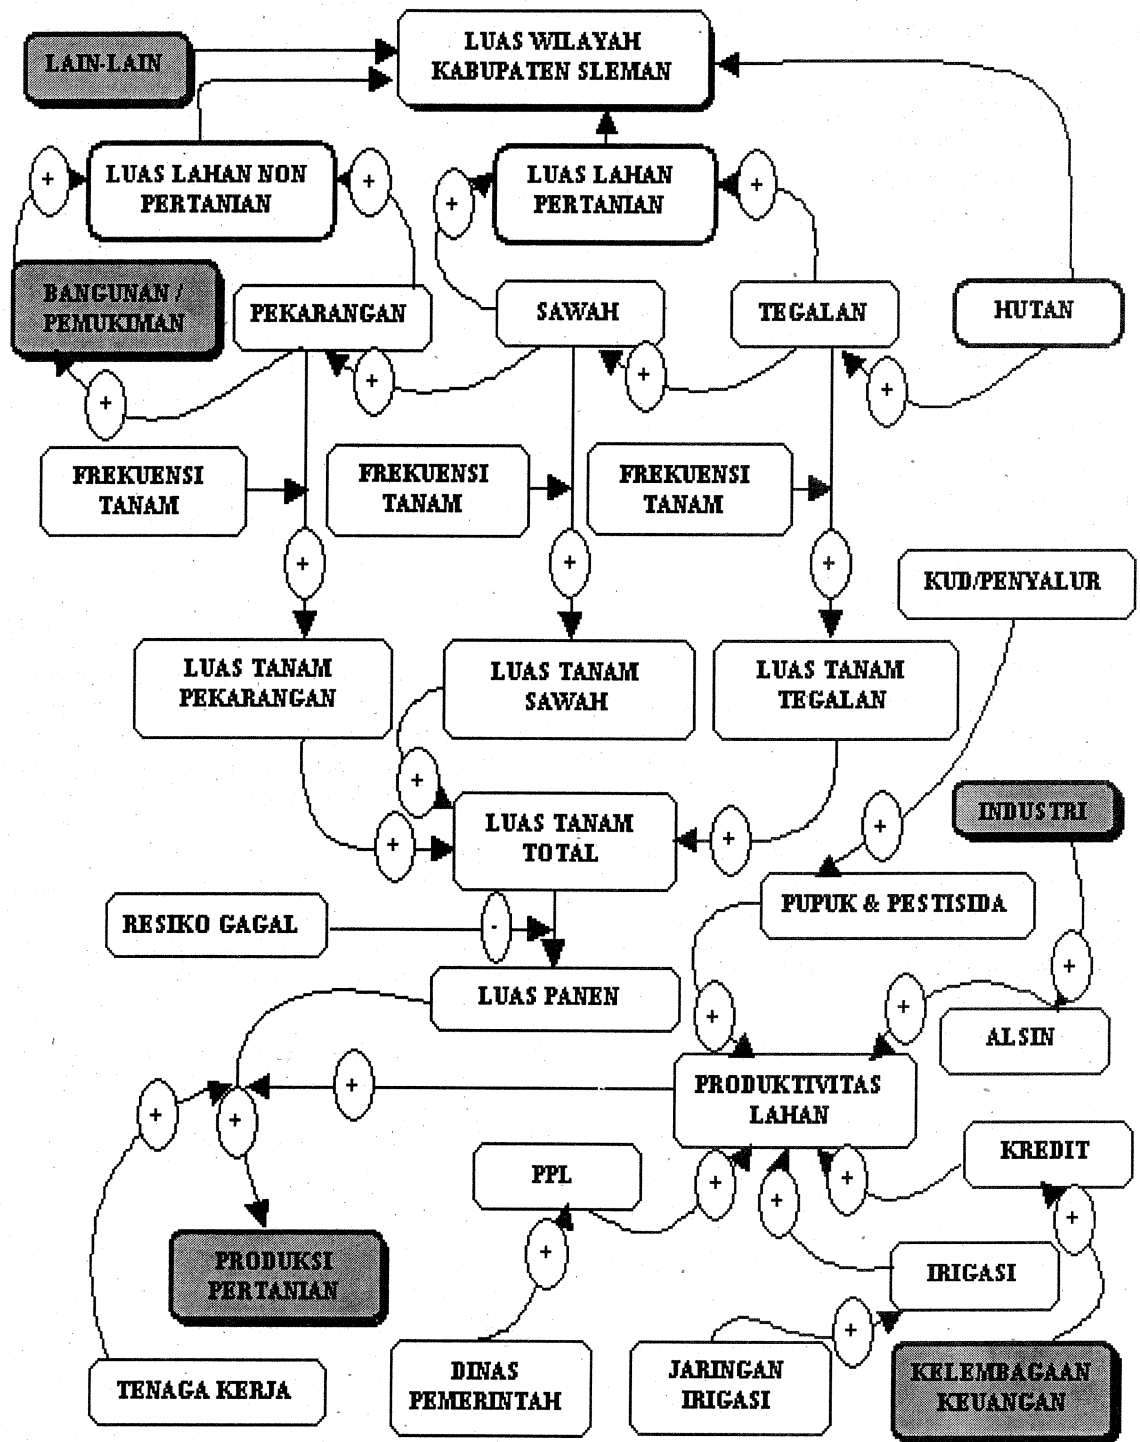 LAIN-LAIN
LUAS WILAYAH
KABUPATEN SLEMAN
+
LUAS LAHAN NON
PERTANIAN
+
+
LUAS LAHAN
PERTANIAN
+
BANGUNAN /
PEMUKIMAN
PEKARANGAN
SAWAH
TEGALAN
HUTAN
+
+
+
+
FREKUENSI
TANAM
FREKUENSI
TANAM
FREKUENSI
TANAM
+
+
+
KUD/PENYALUR
LUAS TANAM
PEKARANGAN
LUAS TANAM
SAWAH
LUAS TANAM
TEGALAN
+
+
LUAS TANAM
TOTAL
+
+
INDUSTRI
RESIKO GAGAL
-
PUPUK & PESTISIDA
LUAS PANEN
+
+
+
ALSIN
+
+
+
PRODUKTIVITAS
LAHAN
PPL
+
+
+
KREDIT
+
+
PRODUKSI
PERTANIAN
IRIGASI
+
TENAGA KERJA
DINAS
PEMERINTAH
JARINGAN
IRIGASI
KELEMBAGAAN
KEUANGAN